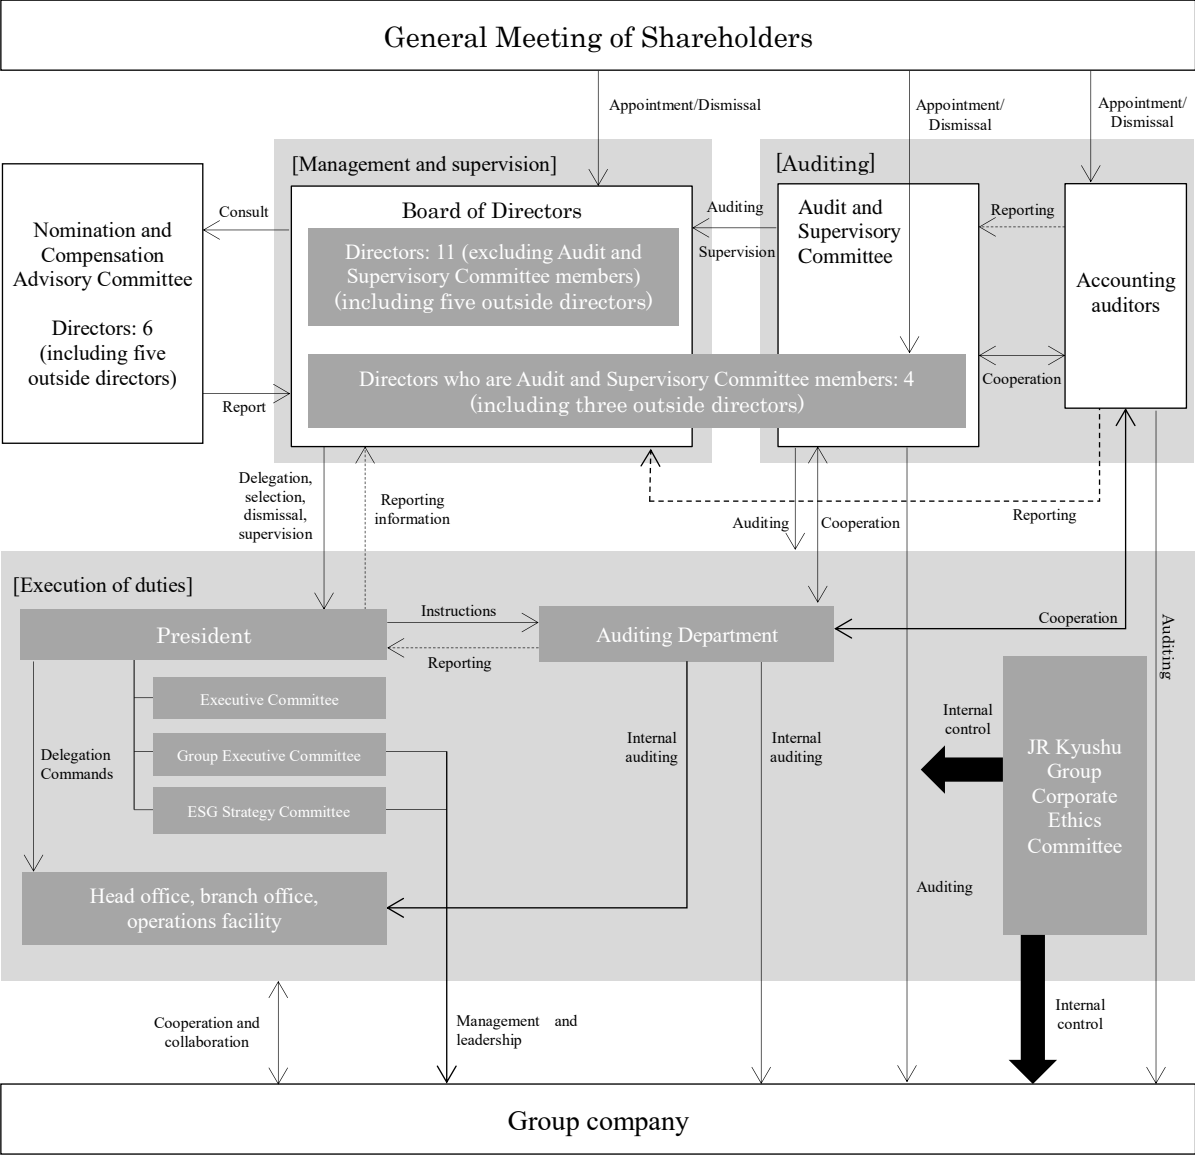 General Meeting of Shareholders
Appointment/Dismissal
Appointment/
Dismissal
Appointment/
Dismissal
[Management and supervision]
[Auditing]
Nomination and
Compensation
Advisory Committee
Directors: 6
(including five
outside directors)
Consult
Report
Board of Directors
Directors: 11 (excluding Audit and
Supervisory Committee members)
(including five outside directors)
Directors who are Audit and Supervisory Committee members: 4
(including three outside directors)
Auditing
Supervision
Audit and
Supervisory
Committee
Reporting
Cooperation
Accounting
auditors
Delegation,
selection,
dismissal,
supervision
Reporting
information
Auditing
Cooperation
Reporting
[Execution of duties]
President
Instructions
Reporting
Auditing Department
Cooperation
Auditing
Executive Committee
Group Executive Committee
ESG Strategy Committee
Delegation
Commands
Internal
auditing
Internal
auditing
Internal
control
JR Kyushu
Group
Corporate
Ethics
Committee
Head office, branch office,
operations facility
Auditing
Cooperation and
collaboration
Management and
leadership
Internal
control
Group company